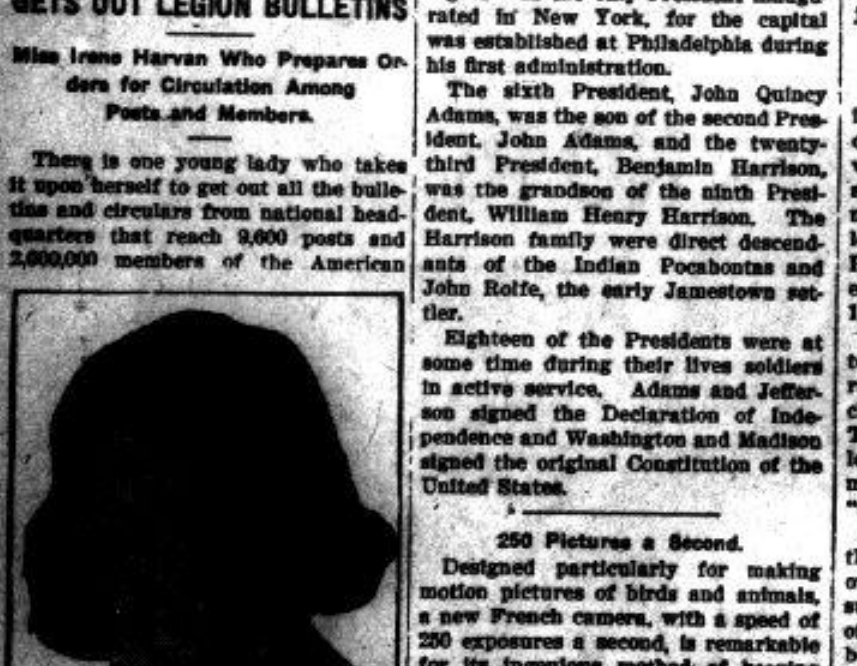 GETS OUT LEGION BULLETINS
Miss Irene Harvan Who Prepares Or-
ders for Circulation Among
Posts and Members.
There is one young lady who takes
it upon herself to get out all the bulle-
tins and circulars from national head-
quarters that reach 9,600 posts and
2,600,000 members of the American
rated in New York, for the capital
was established at Philadelphia during
his first administration.
The sixth President, John Quincy
Adams, was the son of the second Pres-
ident, John Adams, and the twenty-
third President, Benjamin Harrison,
was the grandson of the ninth Presi-
dent, William Henry Harrison. The
Harrison family were direct descend-
ants of the Indian Pocahontas and
John Rolfe, the early Jamestown set-
tler.
Eighteen of the Presidents were at
some time during their lives soldiers
in active service. Adams and Jeffer-
son signed the Declaration of Inde-
pendence and Washington and Madison
signed the original Constitution of the
United States.
250 Pictures a Second.
Designed particularly for making
motion pictures of birds and animals,
a new French camera, with a speed of
250 exposures a second, is remarkable
for its ingenious method of